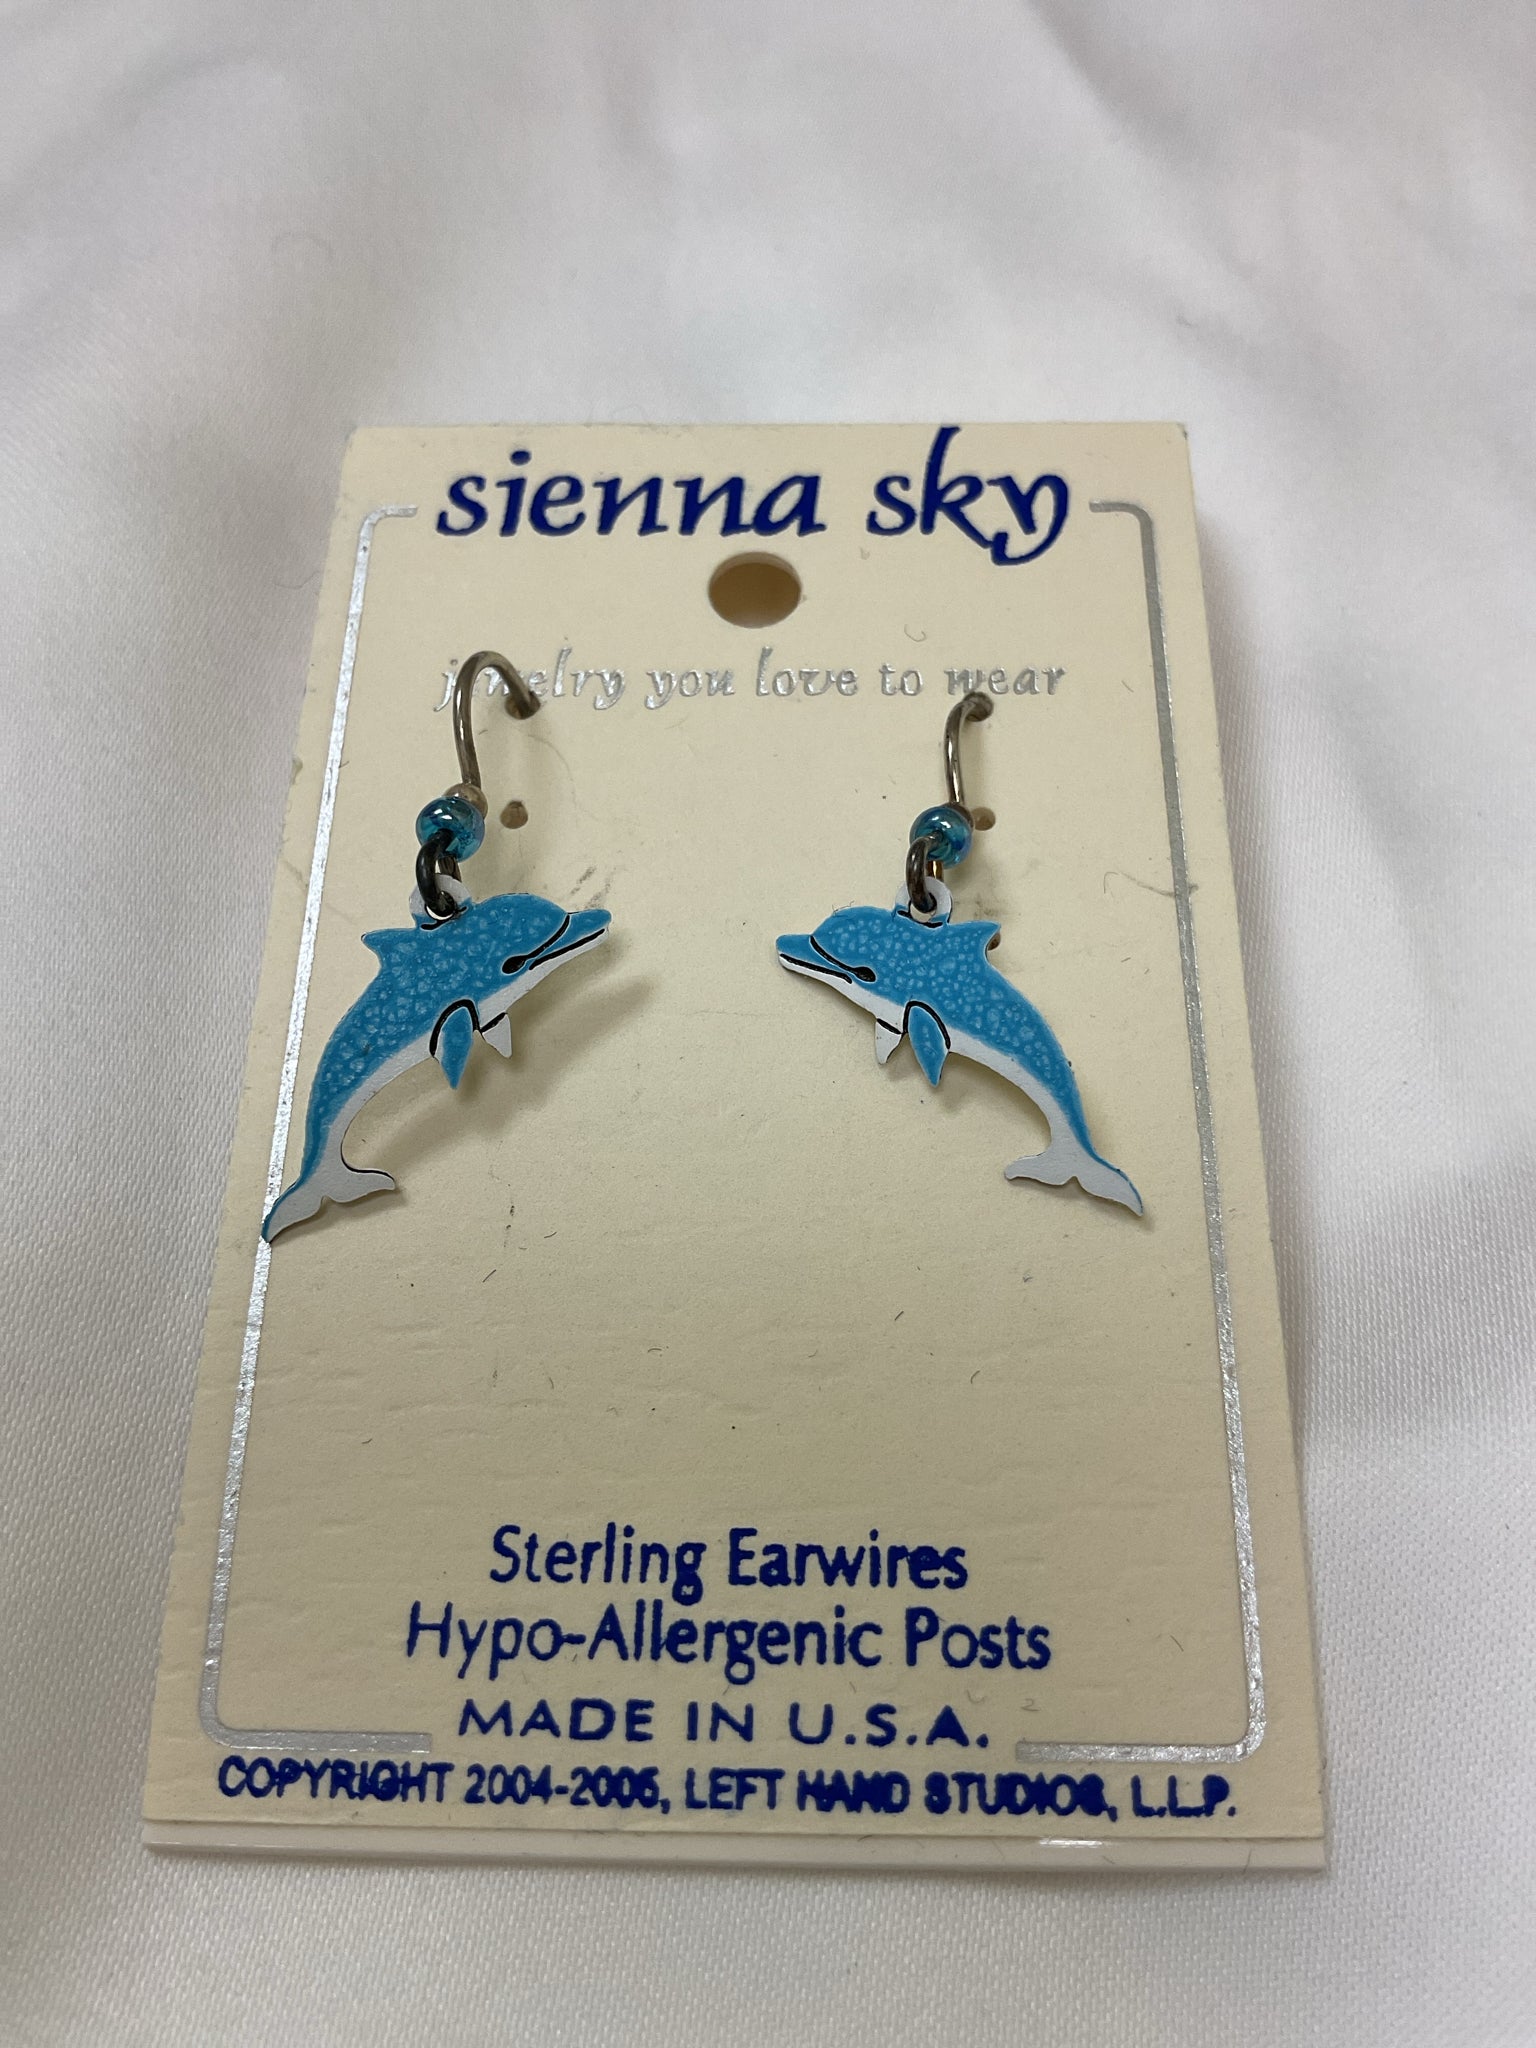 sienna sky
jewelry you love to wear
Sterling Earwires
Hypo-Allergenic Posts
MADE IN U.S.A.
COPYRIGHT 2004-2006, LEFT HAND STUDIOS, L.L.P.